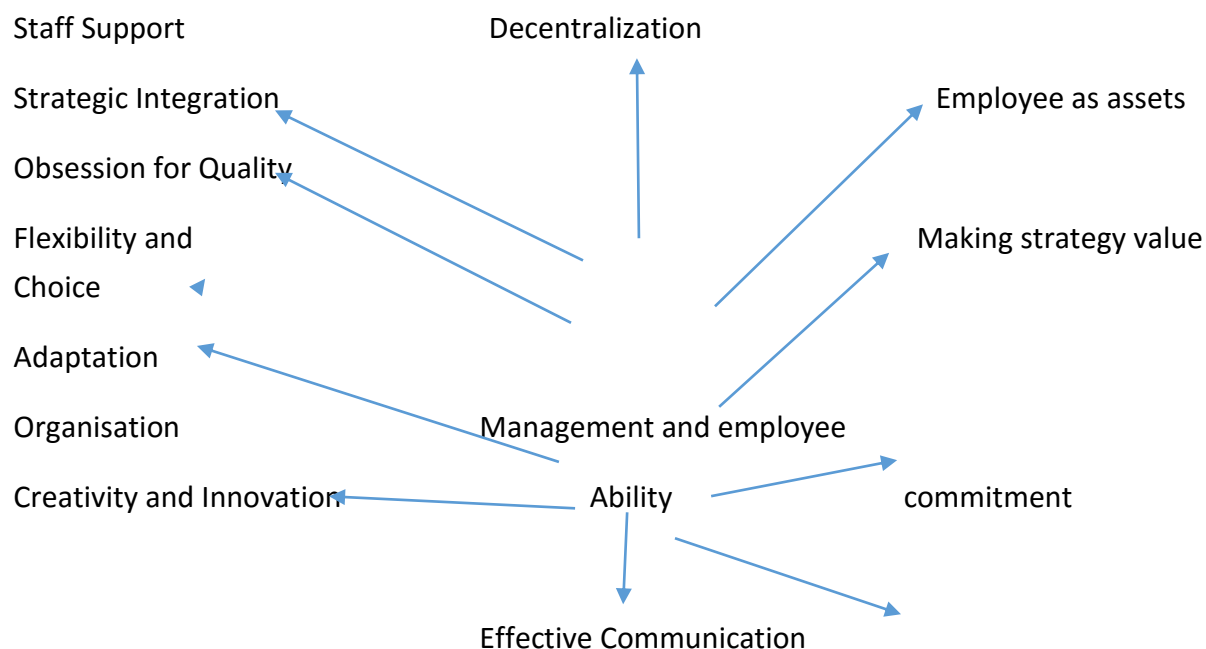 Staff Support Decentralization
Strategic Integration Employee as assets
Obsession for Quality
Flexibility and Making strategy value
Choice
Adaptation
Organisation Management and employee
Creativity and Innovation Ability commitment
Effective Communication